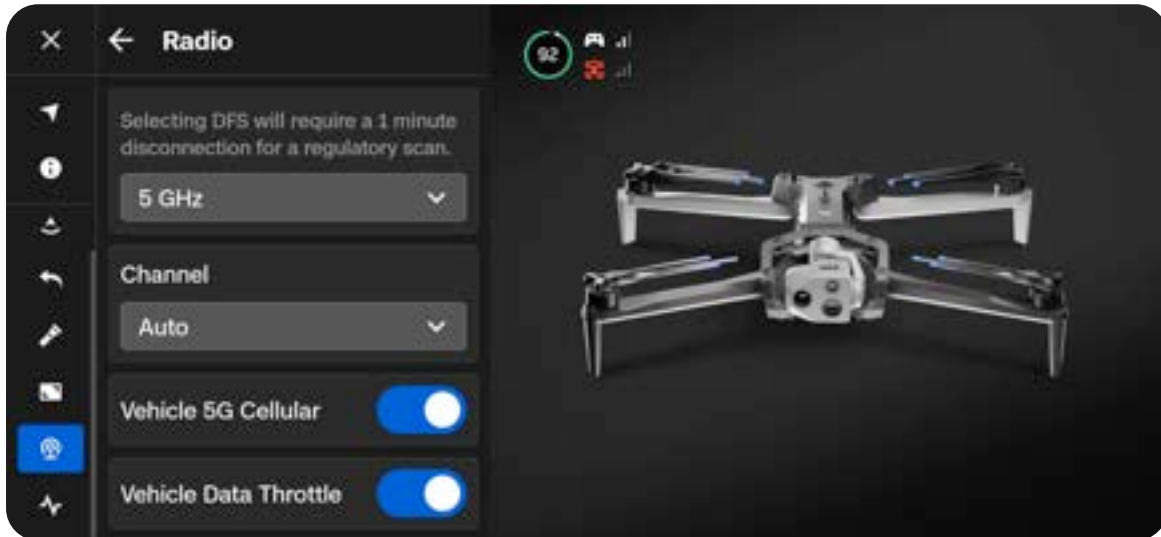 Radio
92
Selecting DFS will require a 1 minute
disconnection for a regulatory scan.
5 GHz
Channel
Auto
Vehicle 5G Cellular
Vehicle Data Throttle